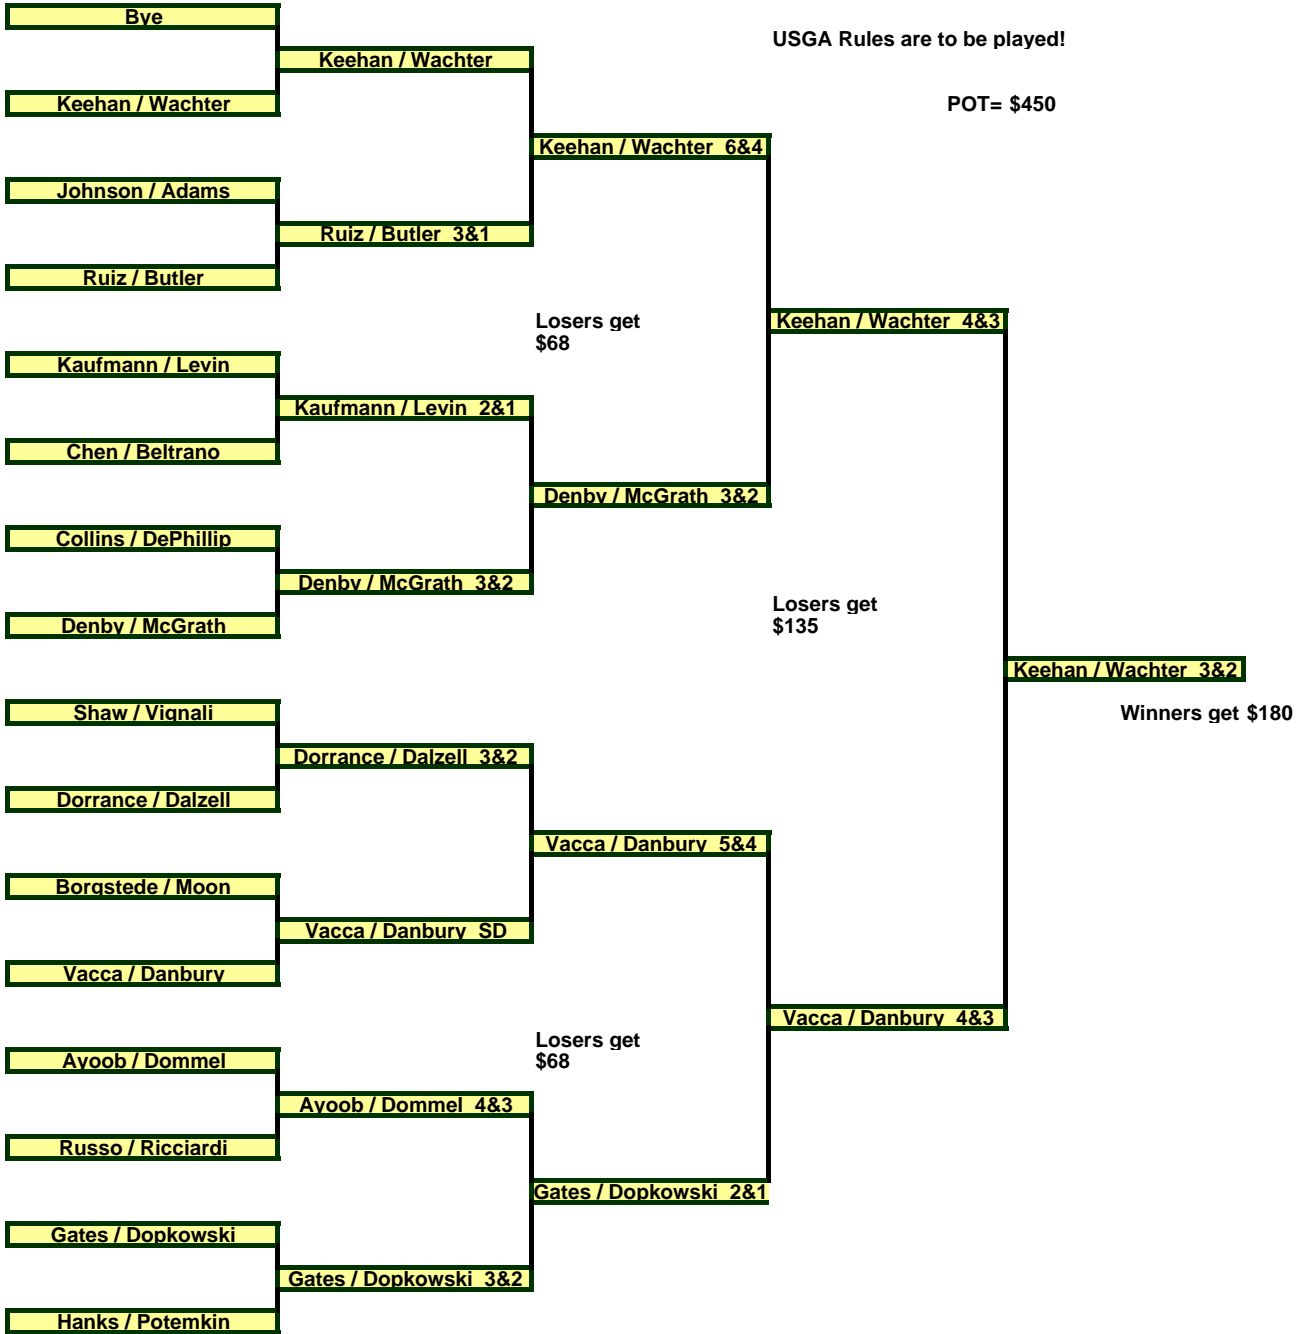 Bye
USGA Rules are to be played!
Keehan / Wachter
Keehan / Wachter
POT= $450
Keehan / Wachter 6&4
Johnson / Adams
Ruiz / Butler 3&1
Ruiz / Butler
Losers get
$68
Keehan / Wachter 4&3
Kaufmann / Levin
Kaufmann / Levin 2&1
Chen / Beltrano
Denby / McGrath 3&2
Collins / DePhillip
Denby / McGrath 3&2
Denby / McGrath
Losers get
$135
Keehan / Wachter 3&2
Shaw / Vignali
Winners get $180
Dorrance / Dalzell 3&2
Dorrance / Dalzell
Vacca / Danbury 5&4
Borgstede / Moon
Vacca / Danbury SD
Vacca / Danbury
Vacca / Danbury 4&3
Losers get
$68
Ayoob / Dommel
Ayoob / Dommel 4&3
Russo / Ricciardi
Gates / Dopkowski 2&1
Gates / Dopkowski
Gates / Dopkowski 3&2
Hanks / Potemkin